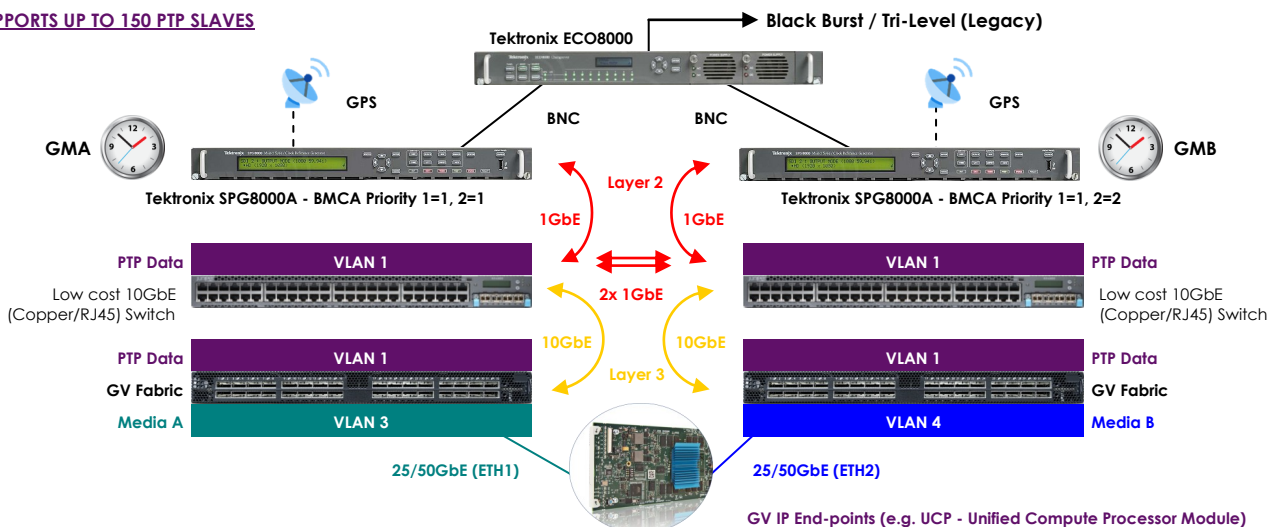 PPORTS UP TO 150 PTP SLAVES
Black Burst / Tri-Level (Legacy)
Tektronix ECO8000
GPS
GPS
BNC
BNC
GMA
GMB
Tektronix SPG8000A - BMCA Priority 1=1, 2=1
Tektronix SPG8000A - BMCA Priority 1=1, 2=2
Layer 2
1GbE
1GbE
PTP Data
VLAN 1
VLAN 1
PTP Data
2x 1GbE
Low cost 10GbE
(Copper/RJ45) Switch
Low cost 10GbE
(Copper/RJ45) Switch
10GbE
10GbE
PTP Data
VLAN 1
Layer 3
VLAN 1
PTP Data
GV Fabric
GV Fabric
Media A
VLAN 3
VLAN 4
Media B
25/50GbE (ETH1)
25/50GbE (ETH2)
GV IP End-points (e.g. UCP - Unified Compute Processor Module)